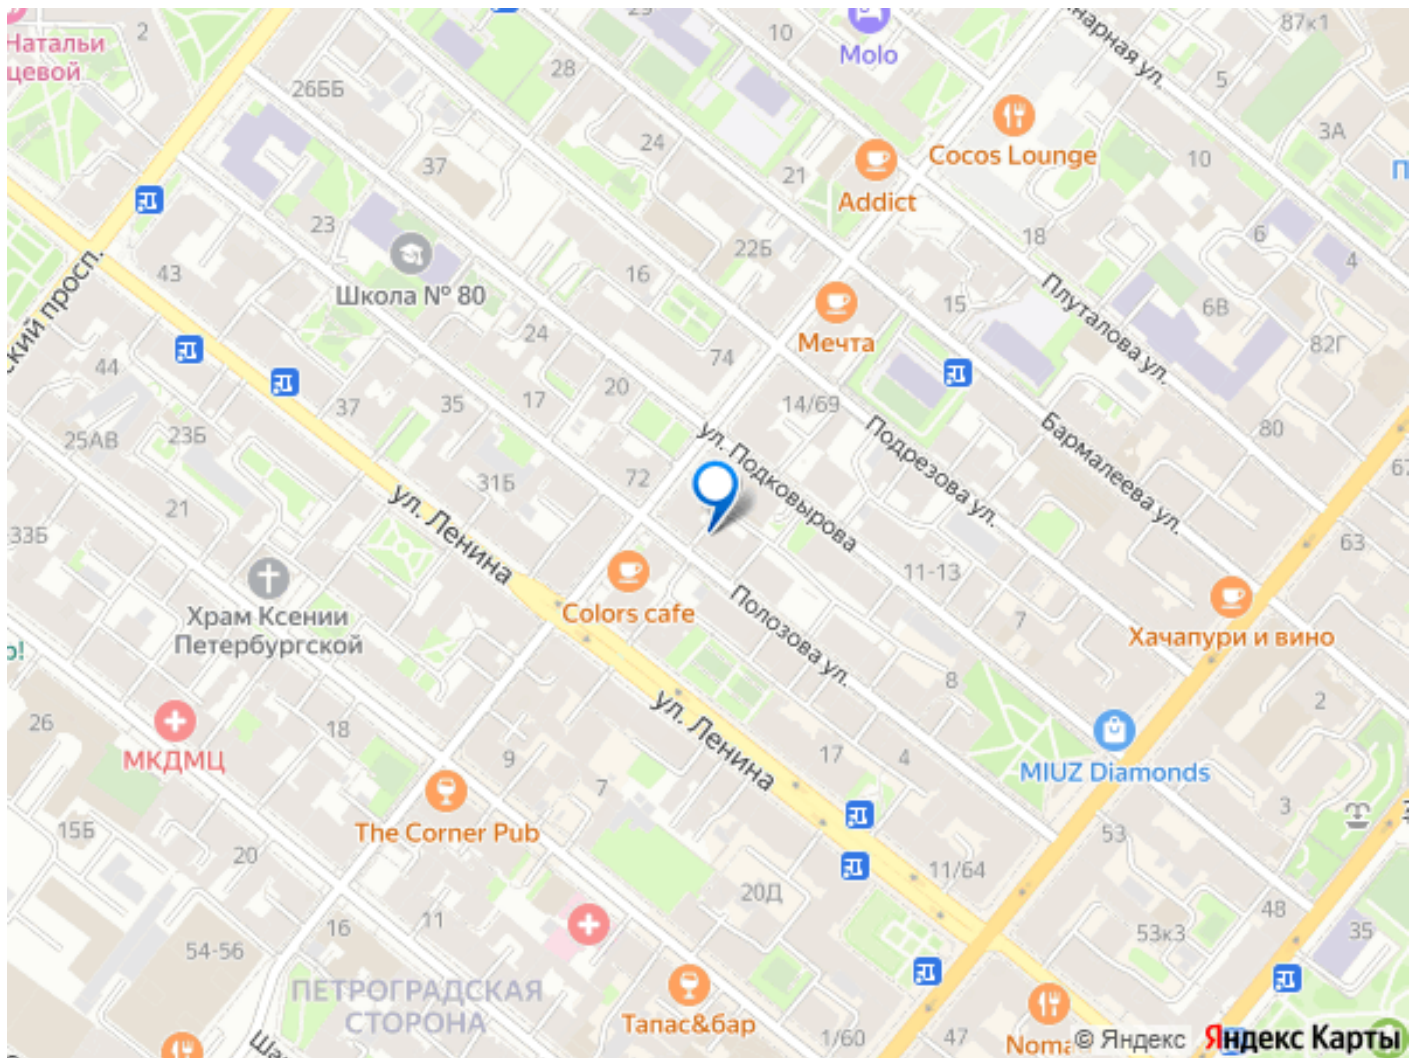 Натальи
цевой
2
29
10
Molo
нарная ул.
87к1
5
28
26ББ
3А
24
37
Cocos Lounge
10
21
Addict
23
22Б
18
6
4
43
16
Школа № 80
15
Плуталова ул.
6В
Мечта
24
82Г
ский просп.
44
74
20
17
35
37
14/69
25АВ
23Б
80
Бармалеева ул.
Подрезова ул.
ул. Подковырова
67
72
31Б
21
33Б
ул. Ленина
63
Храм Ксении
Петербургской
Colors cafe
11-13
7
Полозова ул.
Хачапури и вино
о!
8
2
26
ул. Ленина
МКДМЦ
18
9
7
17
4
MIUZ Diamonds
3
15Б
The Corner Pub
53
20
11/64
20Д
48
16
11
53к3
35
54-56
ПЕТРОГРАДСКАЯ
СТОРОНА
Тапас&бар
1/60
47
Noma
© Яндекс
Яндекс Карты